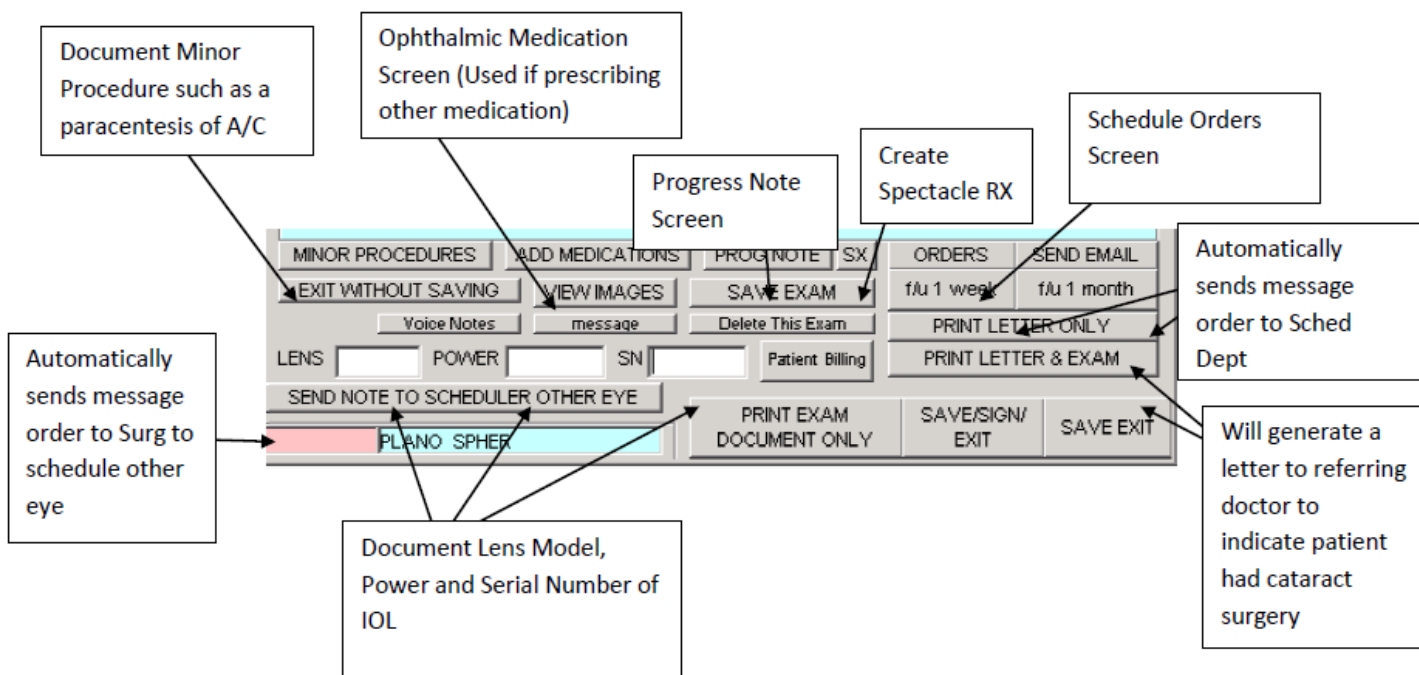 Document Minor
Procedure such as a
paracentesis of A/C
Ophthalmic Medication
Screen (Used if prescribing
other medication)
Progress Note
Screen
Create
Spectacle RX
Schedule Orders
Screen
Automatically
sends message
order to Sched
Dept
MINOR PROCEDURES ADD MEDICATIONS PROG NOTE SX ORDERS SEND EMAIL
EXIT WITHOUT SAVING VIEW IMAGES SAVE EXAM f/u 1 week f/u 1 month
Voice Notes message Delete This Exam PRINT LETTER ONLY
LENS POWER SN Patient Billing PRINT LETTER & EXAM
SEND NOTE TO SCHEDULER OTHER EYE
PRINT EXAM
DOCUMENT ONLY
SAVE/SIGN/
EXIT
SAVE EXIT
PLANO SPHER
Automatically
sends message
order to Surg to
schedule other
eye
Document Lens Model,
Power and Serial Number of
IOL
Will generate a
letter to referring
doctor to
indicate patient
had cataract
surgery